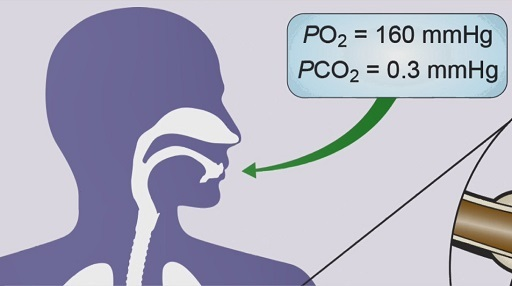 PO₂ = 160 mmHg
PCO₂ = 0.3 mmHg